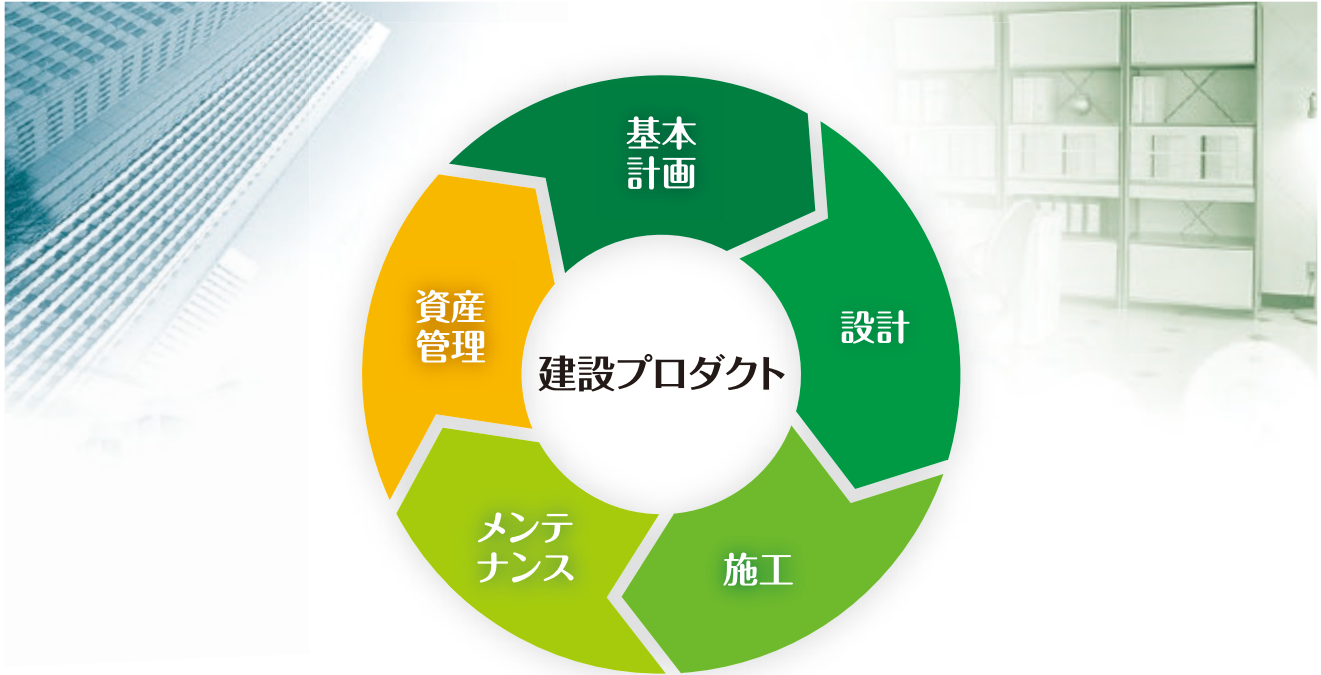 基本
計画
設計
施工
メンテ
ナンス
資産
管理
建設プロダクト